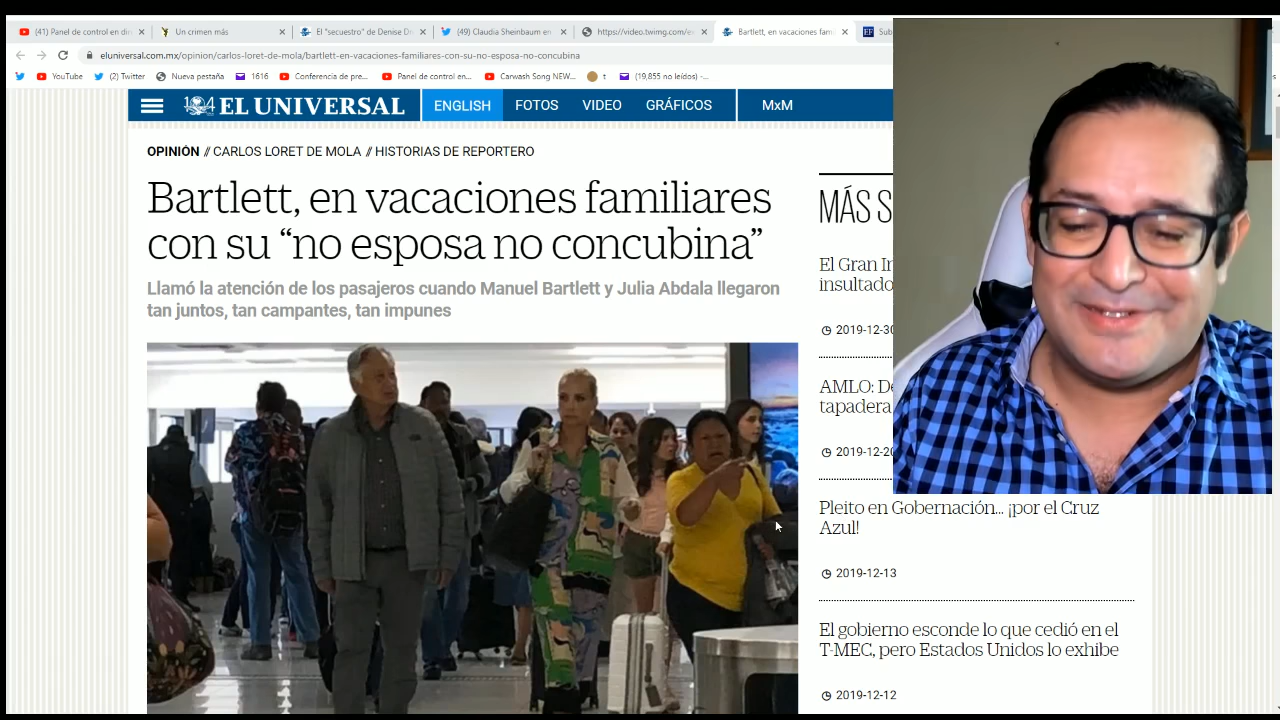 (41) Panel de control en dir
Un crimen más
El "secuestro" de Denise Dr
(49) Claudia Sheinbaum en
https://video.twimg.com/ex
Bartlett, en vacaciones fami
Sub
eluniversal.com.mx/opinion/carlos-loret-de-mola/bartlett-en-vacaciones-familiares-con-su-no-esposa-no-concubina
YouTube
(2) Twitter
Nueva pestaña
1616
Conferencia de pre...
Panel de control en...
Carwash Song NEW...
(19,855 no leídos) -...
EL UNIVERSAL
ENGLISH
FOTOS
VIDEO
GRÁFICOS
MxM
OPINIÓN // CARLOS LORET DE MOLA // HISTORIAS DE REPORTERO
Bartlett, en vacaciones familiares
con su “no esposa no concubina”
Llamó la atención de los pasajeros cuando Manuel Bartlett y Julia Abdala llegaron
tan juntos, tan campantes, tan impunes
MÁS S
El Gran In
insultado
2019-12-30
AMLO: De
tapadera
2019-12-20
Pleito en Gobernación... ¡por el Cruz
Azul!
2019-12-13
El gobierno esconde lo que cedió en el
T-MEC, pero Estados Unidos lo exhibe
2019-12-12